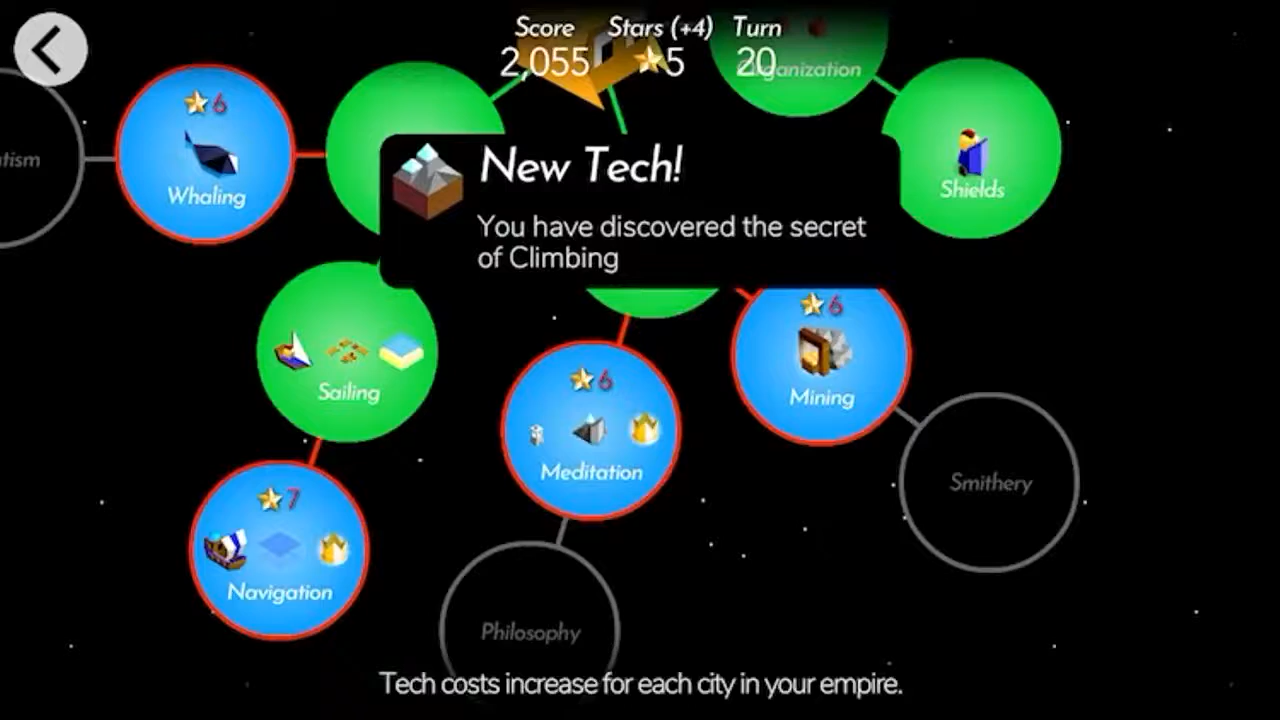 Score Stars (+4) Turn
2,055 5 20
ganization
6
Whaling
tism
New Tech!
You have discovered the secret
of Climbing
Shields
6
Mining
Sailing
6
Meditation
Smithery
7
Navigation
Philosophy
Tech costs increase for each city in your empire.